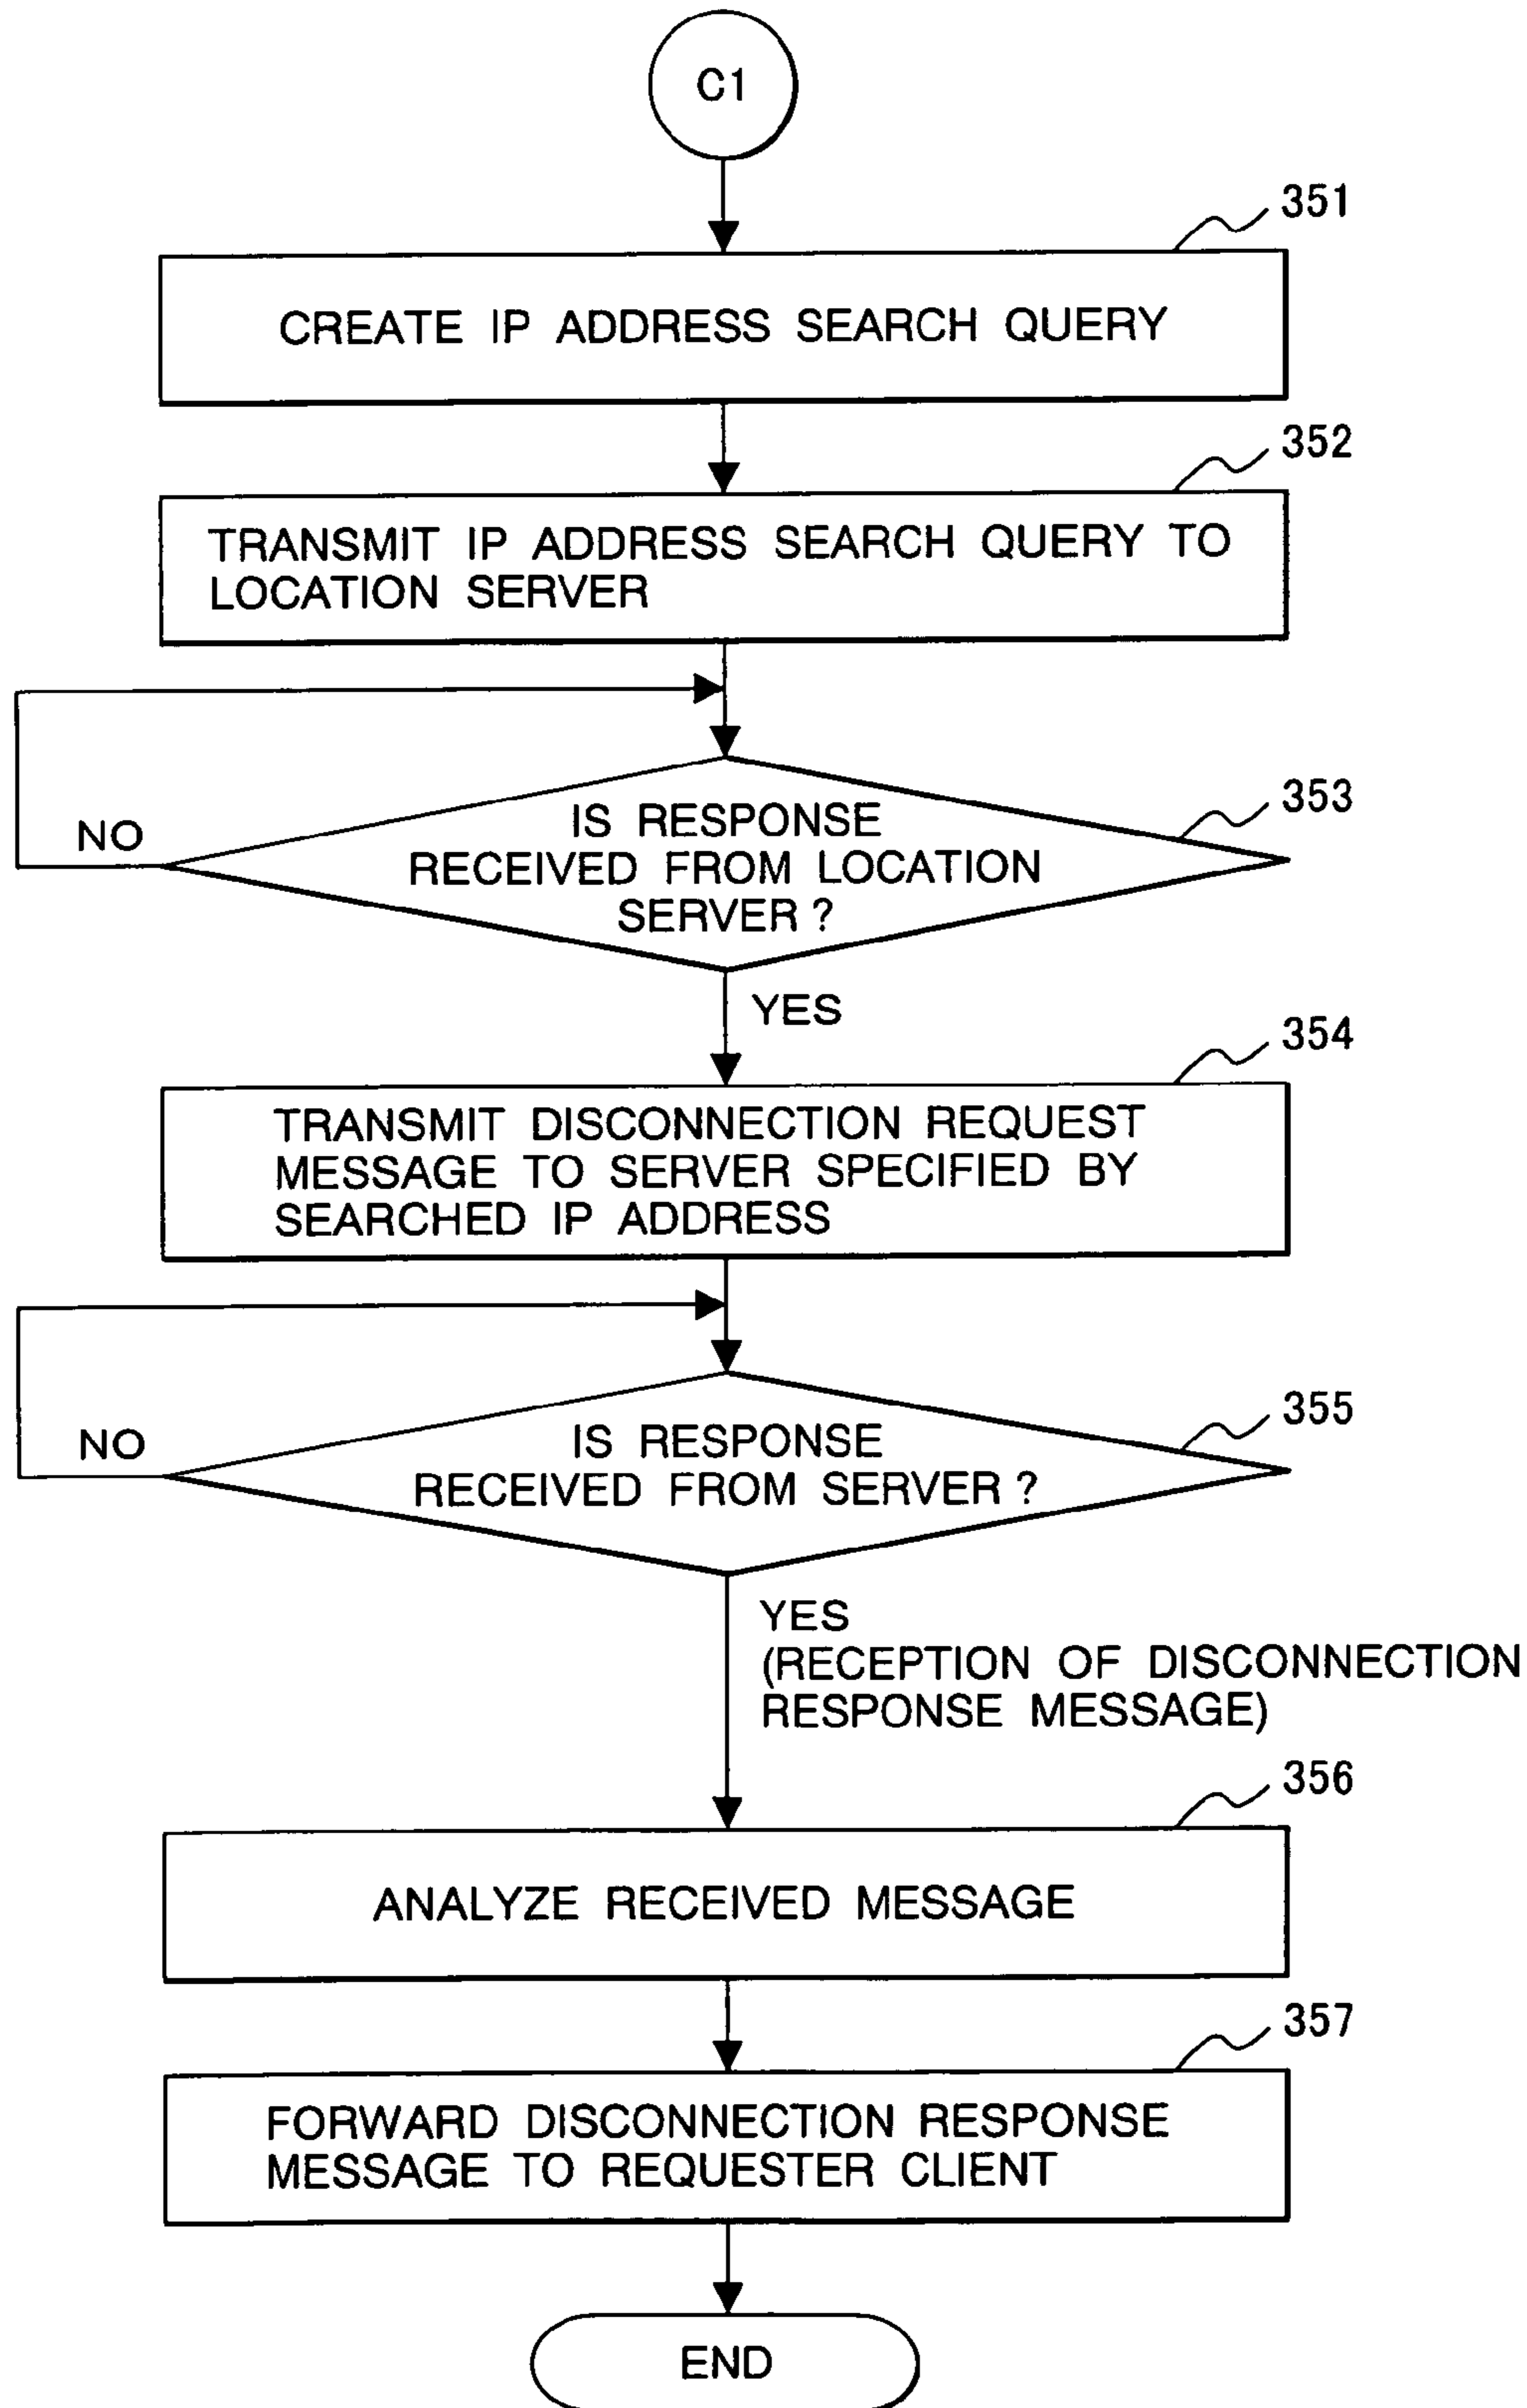 C1
351
CREATE IP ADDRESS SEARCH QUERY
352
TRANSMIT IP ADDRESS SEARCH QUERY TO
LOCATION SERVER
353
IS RESPONSE
RECEIVED FROM LOCATION
SERVER ?
NO
YES
354
TRANSMIT DISCONNECTION REQUEST
MESSAGE TO SERVER SPECIFIED BY
SEARCHED IP ADDRESS
355
IS RESPONSE
RECEIVED FROM SERVER ?
NO
YES
(RECEPTION OF DISCONNECTION
RESPONSE MESSAGE)
356
ANALYZE RECEIVED MESSAGE
357
FORWARD DISCONNECTION RESPONSE
MESSAGE TO REQUESTER CLIENT
END